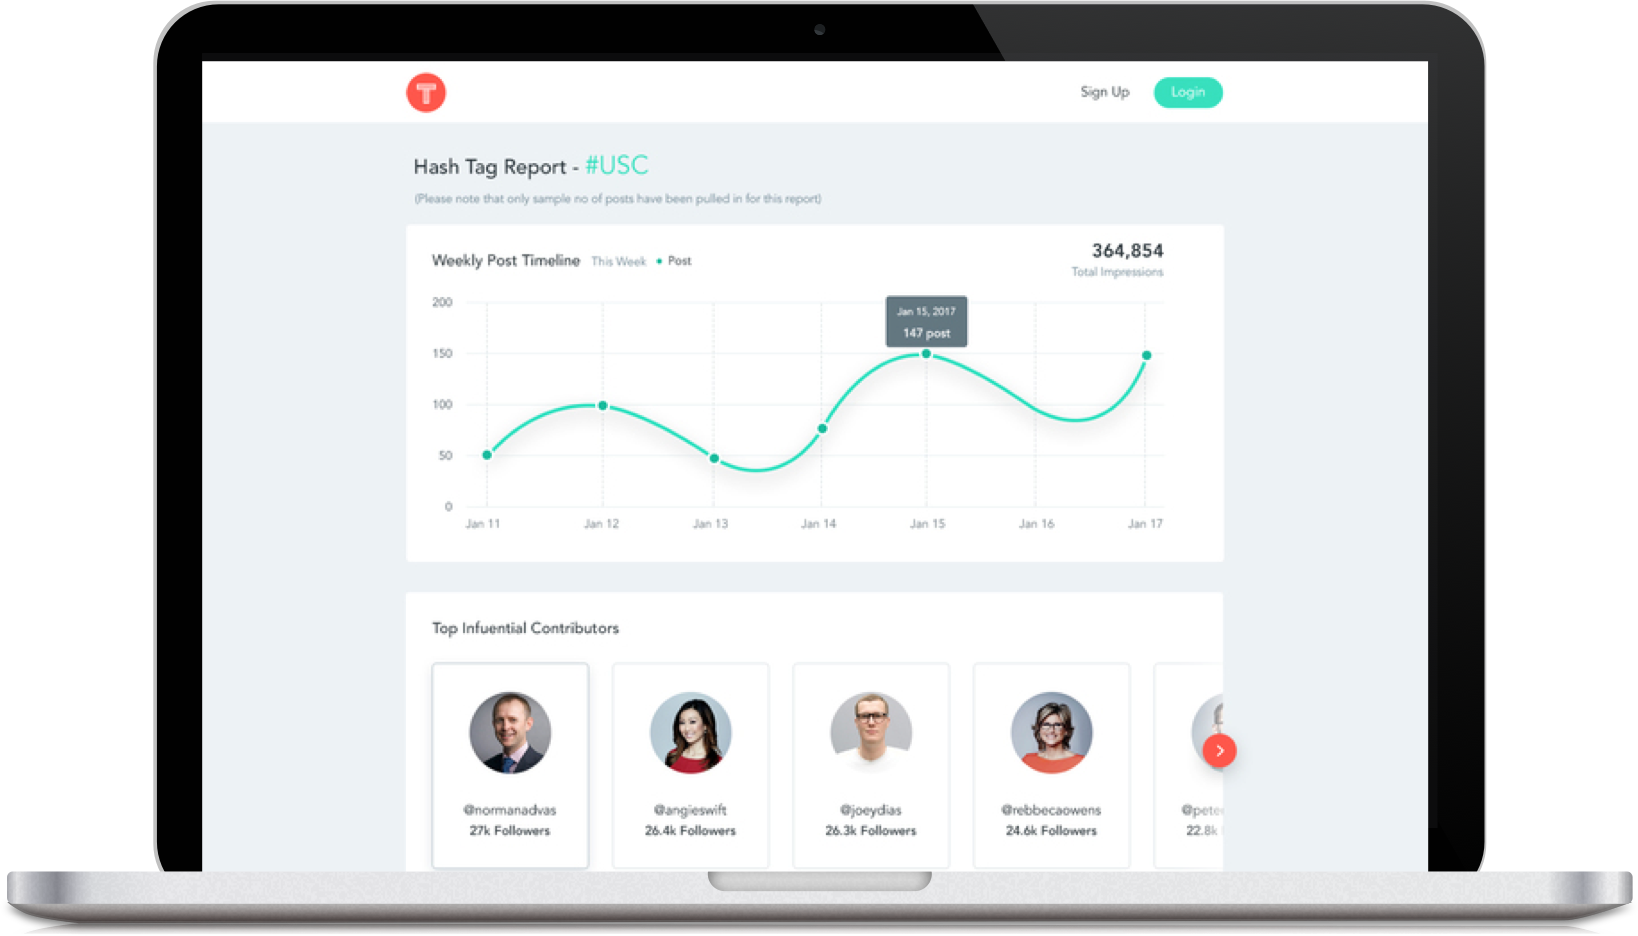 T
Sign Up
Login
Hash Tag Report - #USC
(Please note that only sample no of posts have been pulled in for this report)
Weekly Post Timeline This Week • Post
364,854
Total Impressions
200
150
100
50
0
Jan 15, 2017
147 post
Jan 11 Jan 12 Jan 13 Jan 14 Jan 15 Jan 16 Jan 17
Top Infuential Contributors
@normanadvas
27k Followers
@angieswift
26.4k Followers
@joeydias
26.3k Followers
@rebbecaowens
24.6k Followers
22.8k